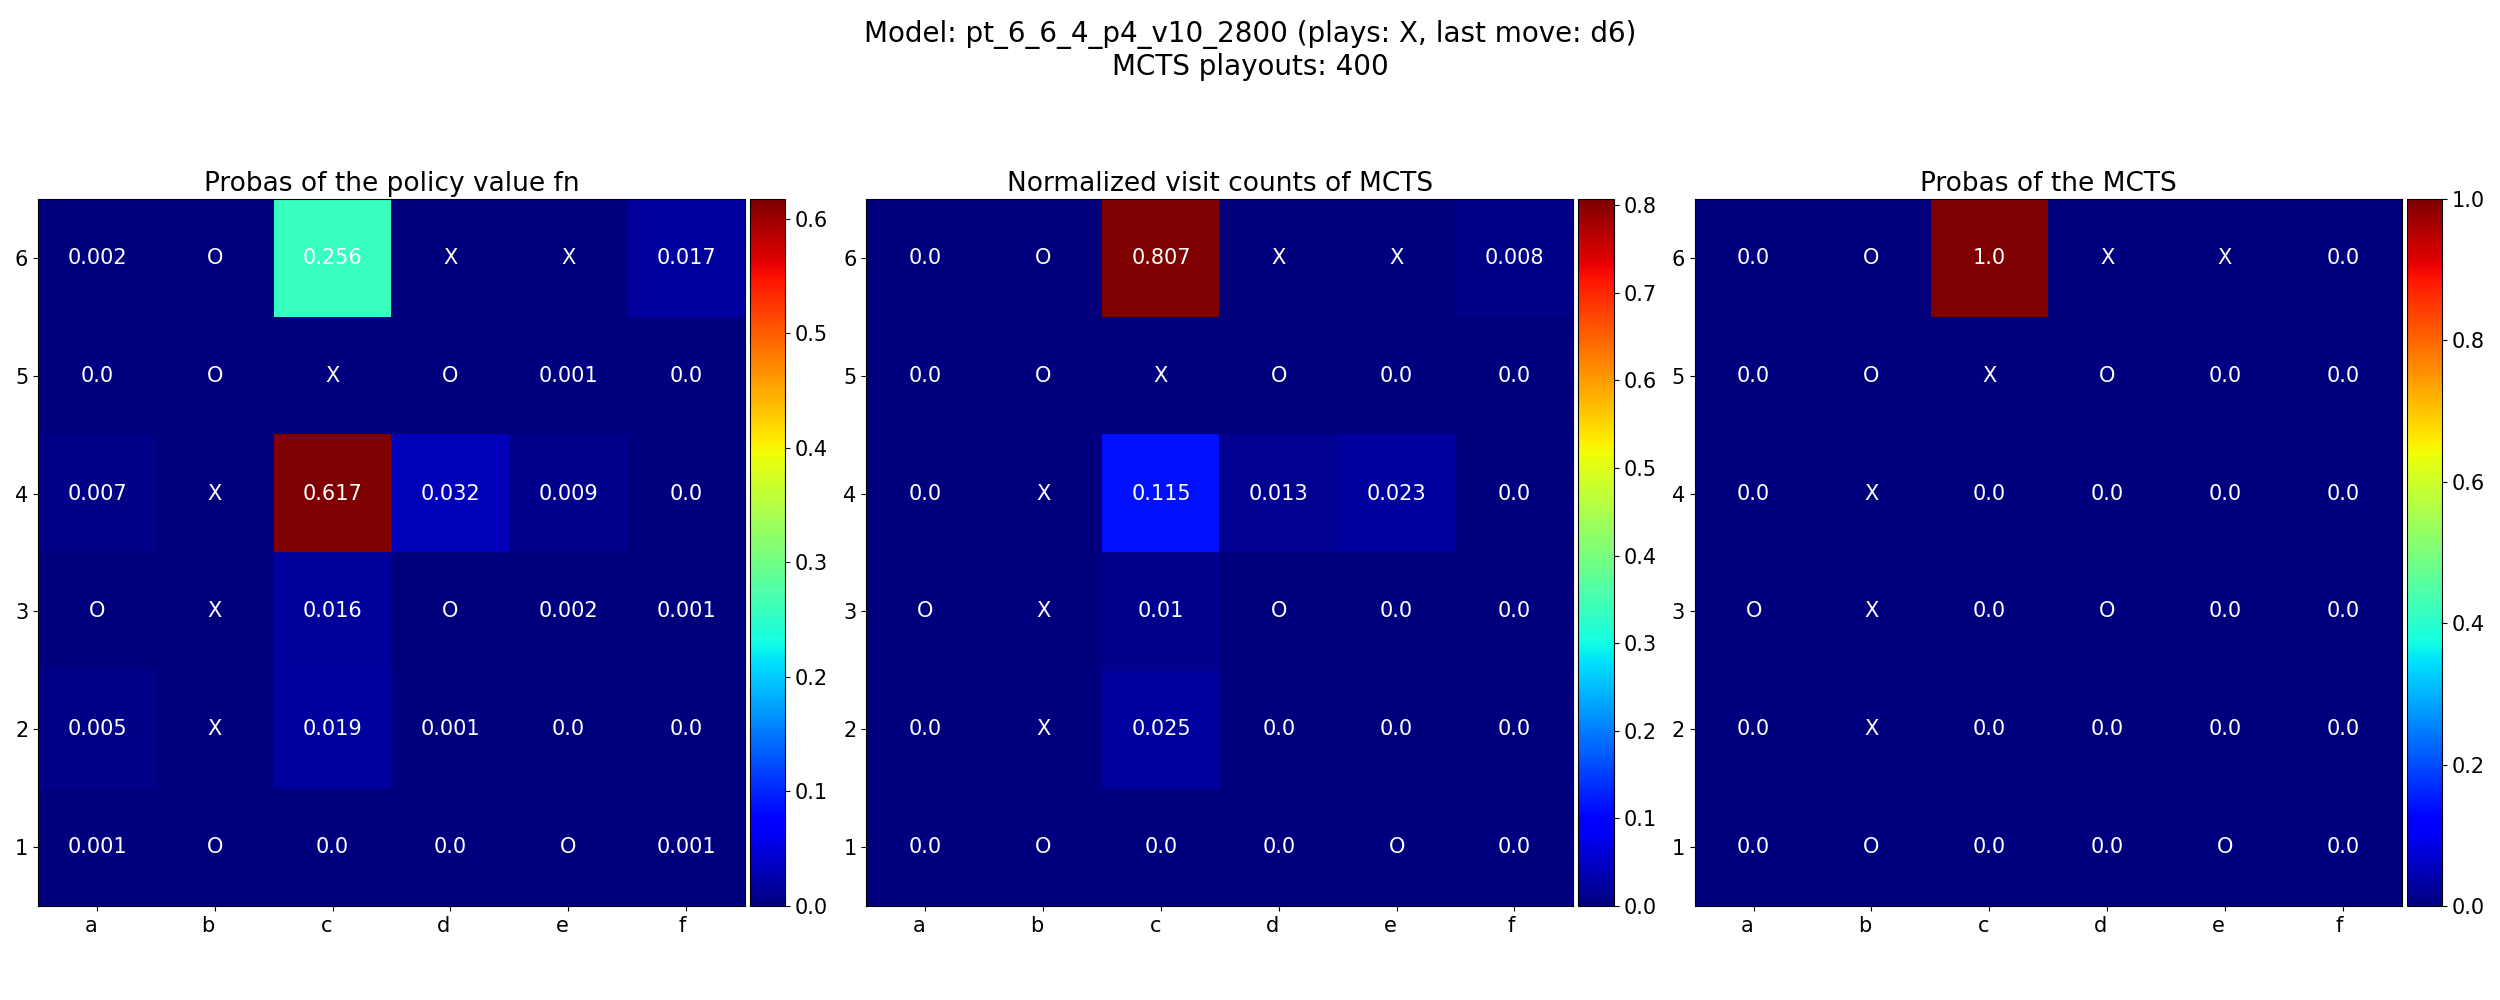 Model: pt_6_6_4_p4_v10_2800 (plays: X, last move: d6)
MCTS playouts: 400
Probas of the policy value fn
6 0.002 O 0.256 X X 0.017
5 0.0 O X O 0.001 0.0
4 0.007 X 0.617 0.032 0.009 0.0
3 O X 0.016 O 0.002 0.001
2 0.005 X 0.019 0.001 0.0 0.0
1 0.001 O 0.0 0.0 O 0.001
a b c d e f
0.6
0.5
0.4
0.3
0.2
0.1
0.0
Normalized visit counts of MCTS
6 0.0 O 0.807 X X 0.008
5 0.0 O X O 0.0 0.0
4 0.0 X 0.115 0.013 0.023 0.0
3 O X 0.01 O 0.0 0.0
2 0.0 X 0.025 0.0 0.0 0.0
1 0.0 O 0.0 0.0 O 0.0
a b c d e f
0.8
0.7
0.6
0.5
0.4
0.3
0.2
0.1
0.0
Probas of the MCTS
6 0.0 O 1.0 X X 0.0
5 0.0 O X O 0.0 0.0
4 0.0 X 0.0 0.0 0.0 0.0
3 O X 0.0 O 0.0 0.0
2 0.0 X 0.0 0.0 0.0 0.0
1 0.0 O 0.0 0.0 O 0.0
a b c d e f
1.0
0.8
0.6
0.4
0.2
0.0